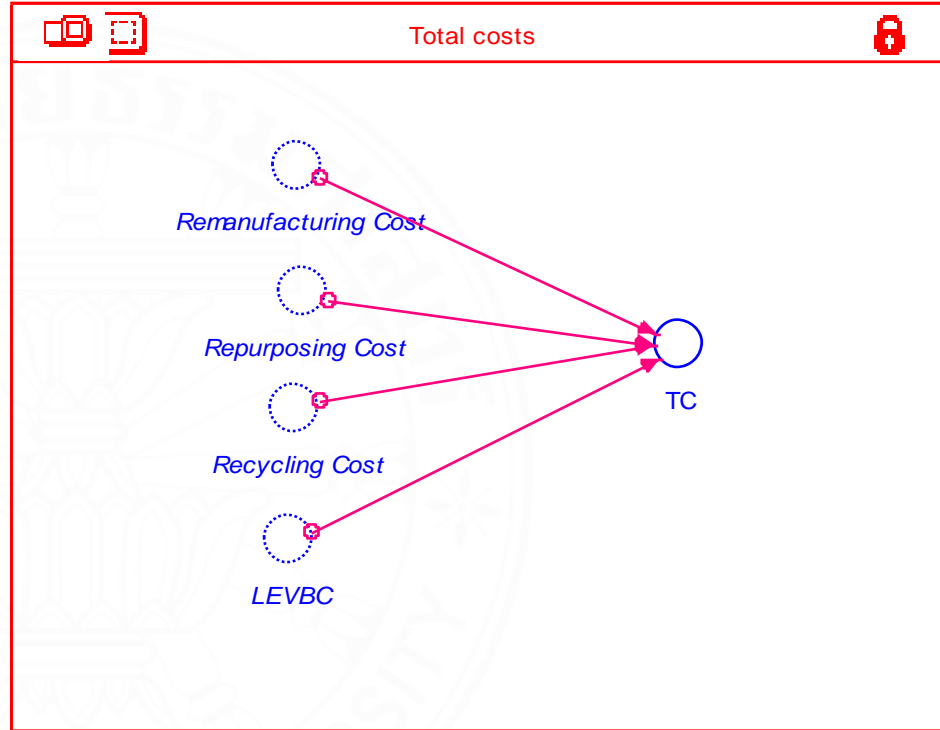 Total costs
Remanufacturing Cost
Repurposing Cost
TC
Recycling Cost
LEVBC